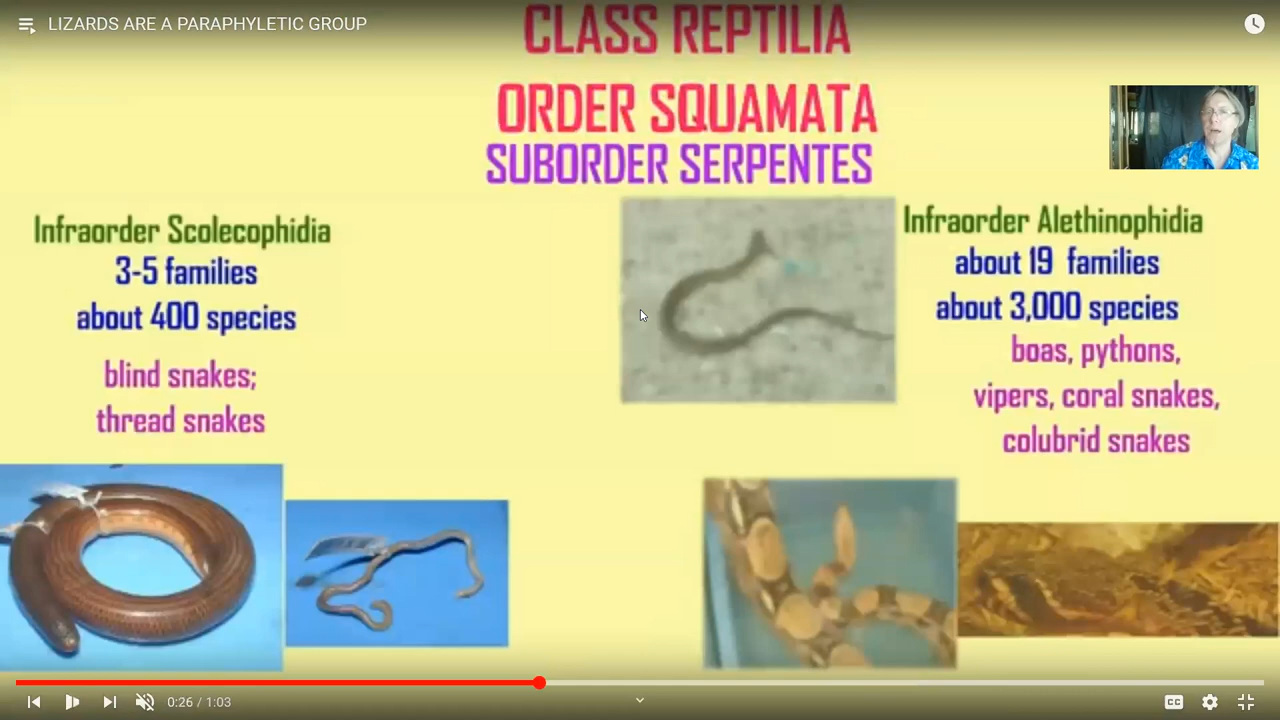 LIZARDS ARE A PARAPHYLETIC GROUP
CLASS REPTILIA
ORDER SQUAMATA
SUBORDER SERPENTES
Infraorder Scolecophidia
3-5 families
about 400 species
blind snakes;
thread snakes
Infraorder Alethinophidia
about 19 families
about 3,000 species
boas, pythons,
vipers, coral snakes,
colubrid snakes
0:26 / 1:03
CC